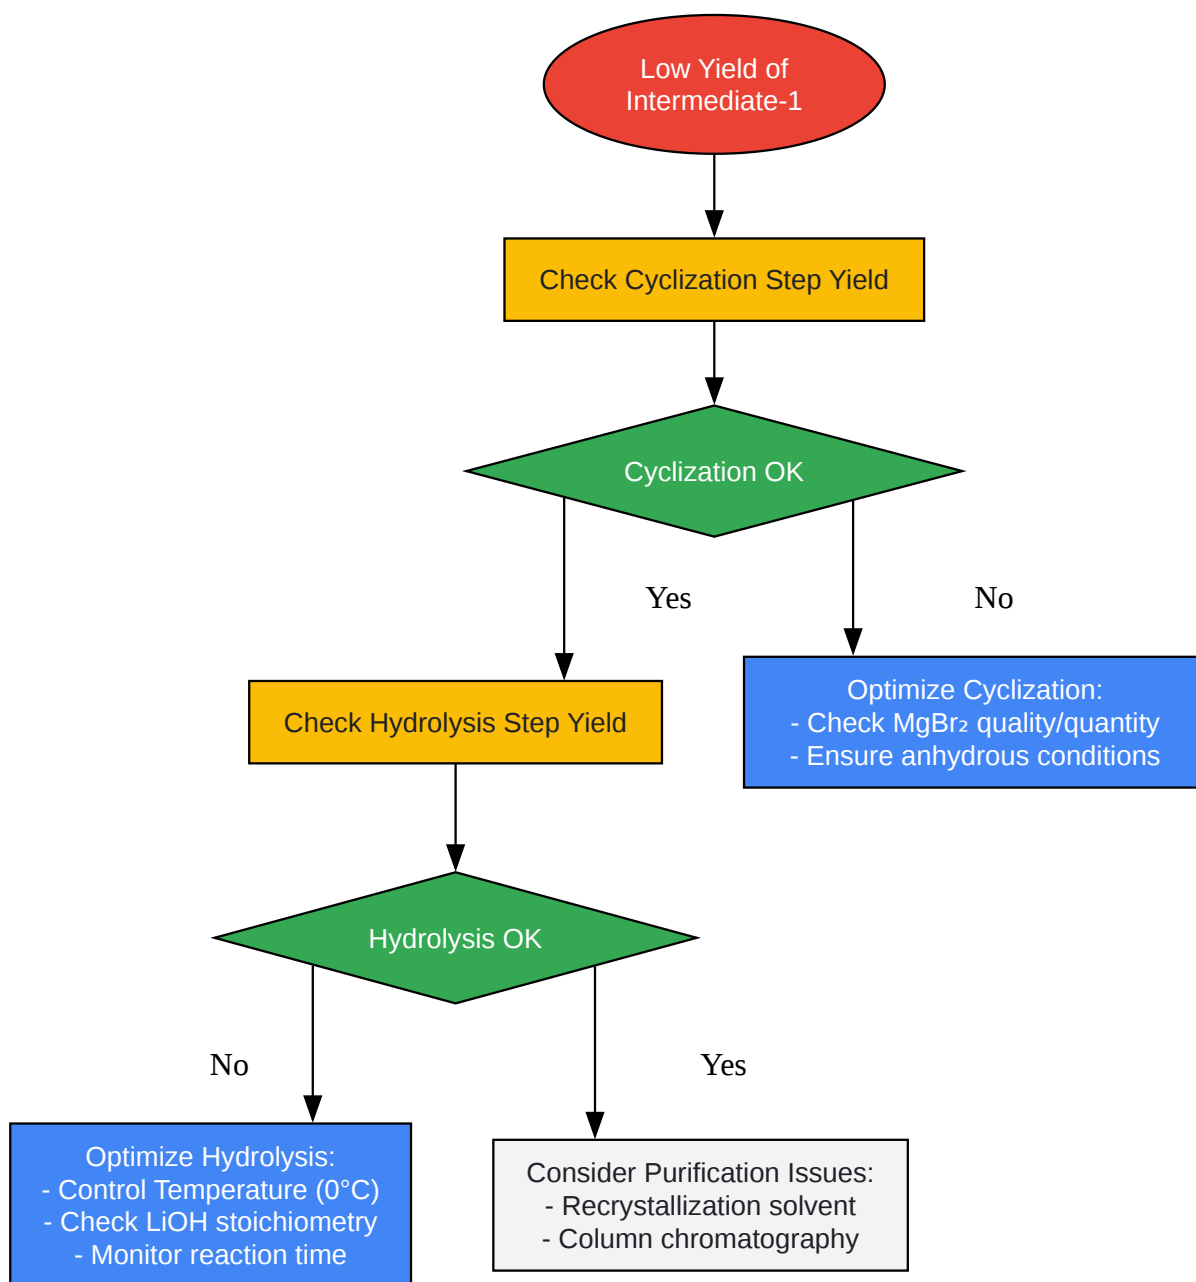 Low Yield of
Intermediate-1
Check Cyclization Step Yield
Cyclization OK
Yes
No
Optimize Cyclization:
- Check MgBr₂ quality/quantity
- Ensure anhydrous conditions
Check Hydrolysis Step Yield
Hydrolysis OK
No
Yes
Optimize Hydrolysis:
- Control Temperature (0°C)
- Check LiOH stoichiometry
- Monitor reaction time
Consider Purification Issues:
- Recrystallization solvent
- Column chromatography